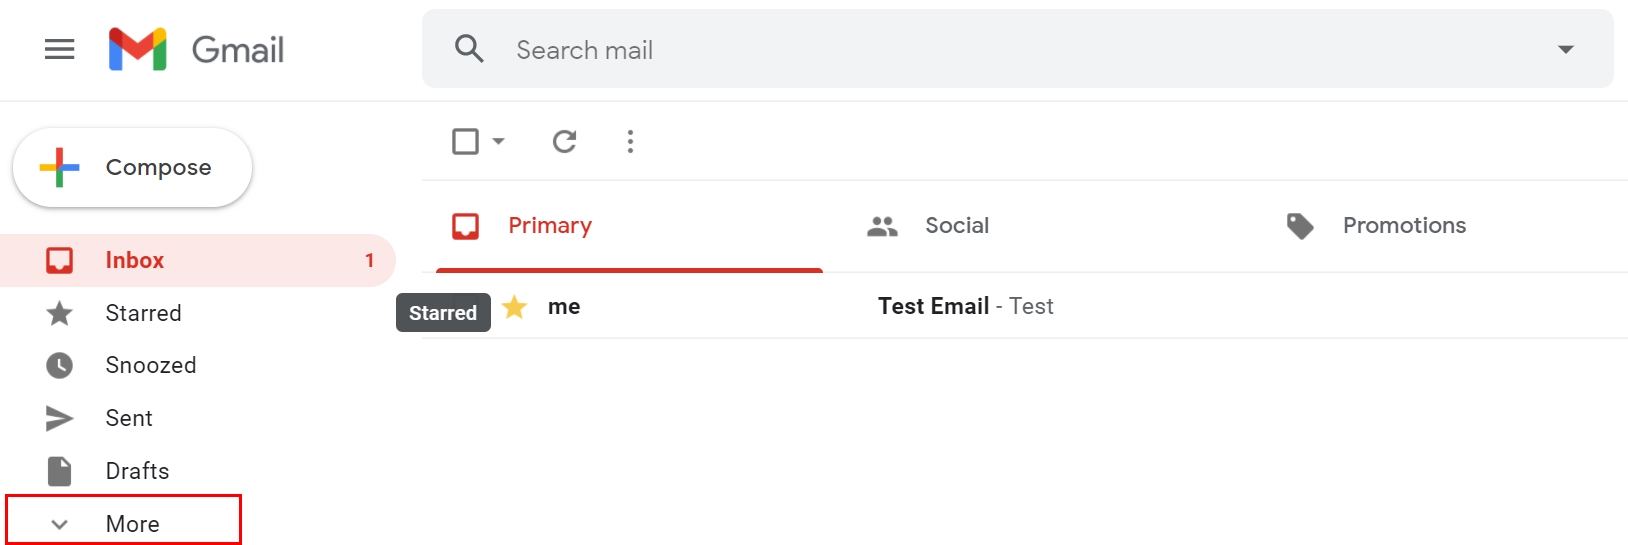 Gmail
Search mail
Compose
Primary
Social
Promotions
Inbox 1
Starred
Starred
me
Test Email - Test
Snoozed
Sent
Drafts
More